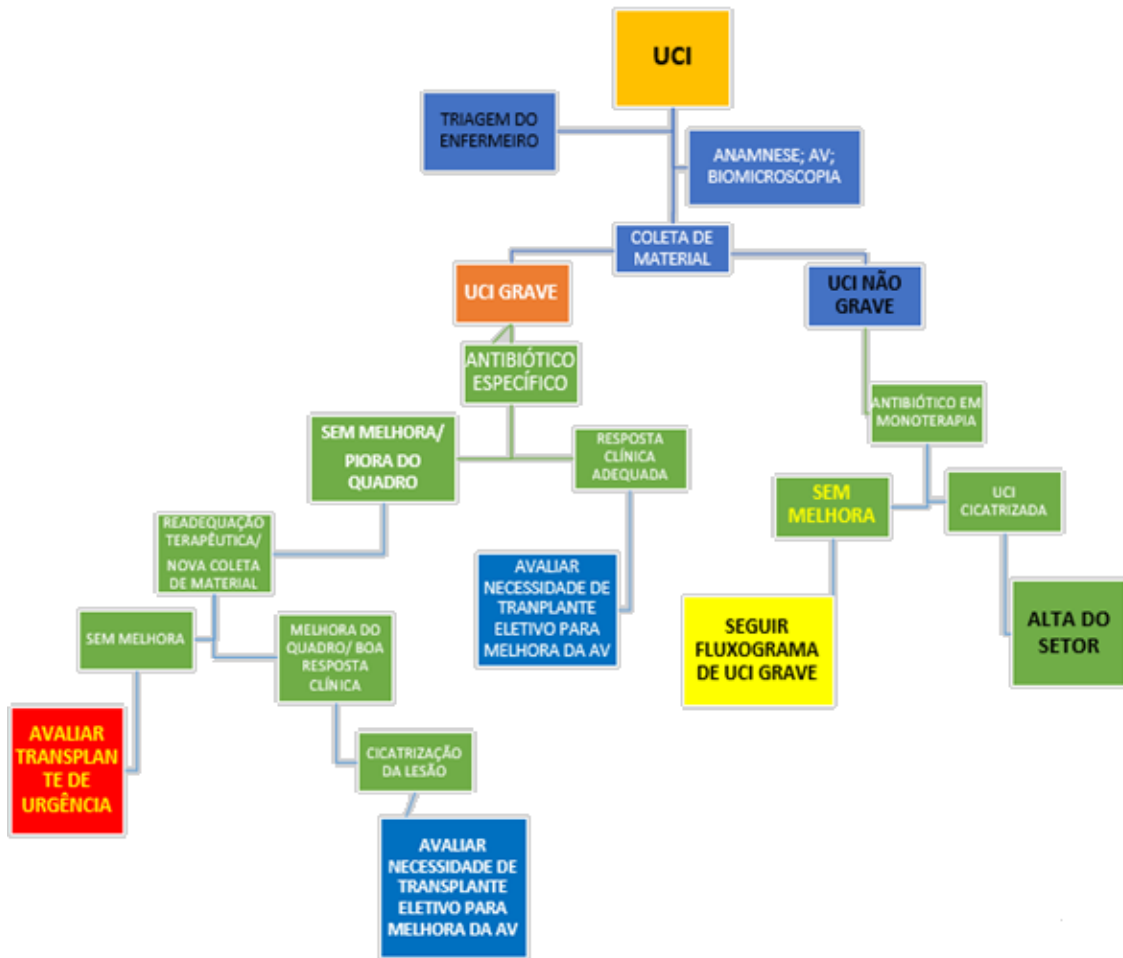 UCI
TRIAGEM DO
ENFERMEIRO
ANAMNESE; AV;
BIOMICROSCOPIA
COLETA DE
MATERIAL
UCI GRAVE
UCI NÃO
GRAVE
ANTIBIÓTICO
ESPECÍFICO
ANTIBIÓTICO EM
MONOTERAPIA
SEM MELHORA/
PIORA DO
QUADRO
RESPOSTA
CLÍNICA
ADEQUADA
SEM
MELHORA
UCI
CICATRIZADA
READEQUAÇÃO
TERAPÊUTICA/
NOVA COLETA
DE MATERIAL
AVALIAR
NECESSIDADE DE
TRANPLANTE
ELETIVO PARA
MELHORA DA AV
SEGUIR
FLUXOGRAMA
DE UCI GRAVE
ALTA DO
SETOR
SEM MELHORA
MELHORA DO
QUADRO/ BOA
RESPOSTA
CLÍNICA
AVALIAR
TRANSPLAN
TE DE
URGÊNCIA
CICATRIZAÇÃO
DA LESÃO
AVALIAR
NECESSIDADE DE
TRANSPLANTE
ELETIVO PARA
MELHORA DA AV